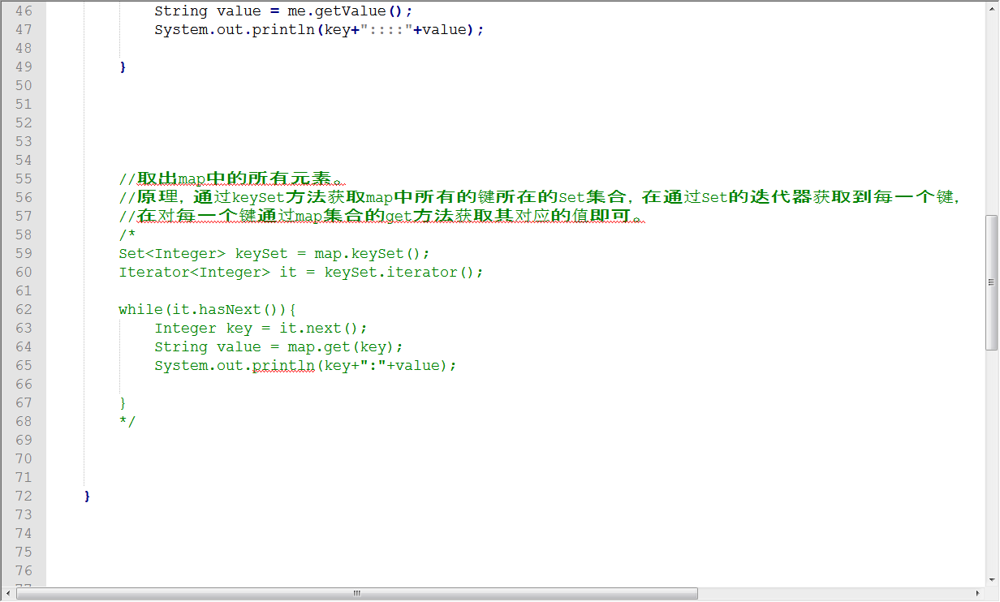 46 String value = me.getValue();
47 System.out.println(key+"::::"+value);
48
49 }
50
51
52
53
54
55 //取出map中的所有元素。
56 //原理，通过keySet方法获取map中所有的键所在的Set集合，在通过Set的迭代器获取到每一个键，
57 //在对每一个键通过map集合的get方法获取其对应的值即可。
58 /*
59 Set<Integer> keySet = map.keySet();
60 Iterator<Integer> it = keySet.iterator();
61
62 while(it.hasNext()){
63 Integer key = it.next();
64 String value = map.get(key);
65 System.out.println(key+":"+value);
66
67 }
68 */
69
70
71
72 }
73
74
75
76